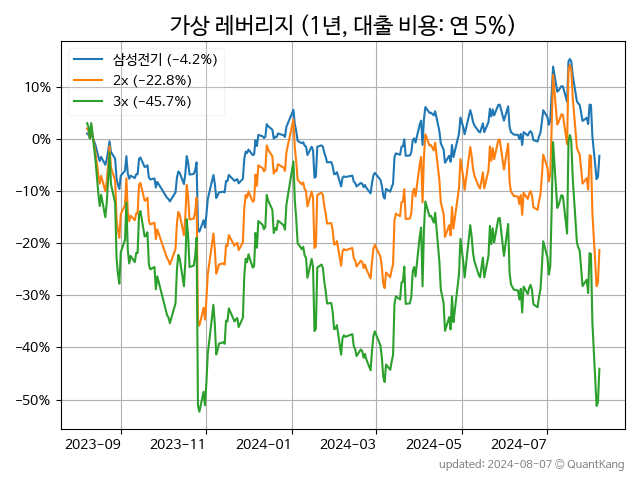 가상 레버리지 (1년, 대출 비용: 연 5%)
삼성전기 (−4.2%)
2x (−22.8%)
3x (−45.7%)
10%
0%
−10%
−20%
−30%
−40%
−50%
2023-09 2023-11 2024-01 2024-03 2024-05 2024-07
updated: 2024-08-07 © QuantKang